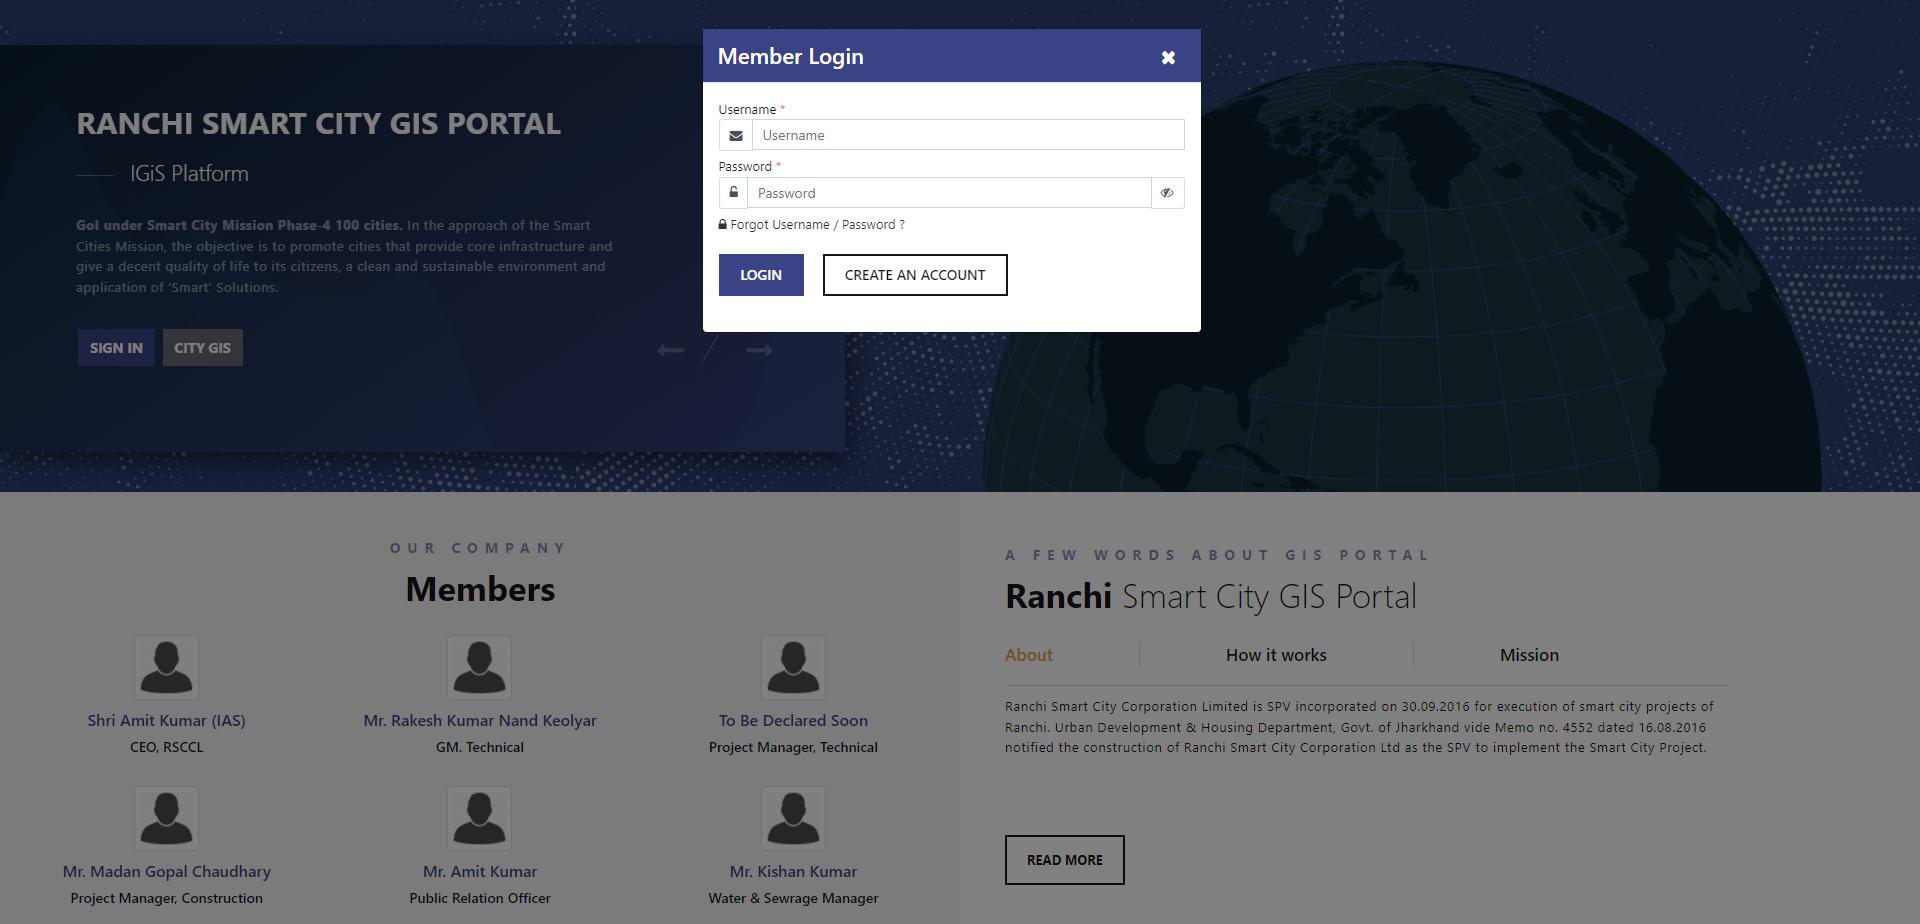 Member Login
Username *
Username
Password *
Password
Forgot Username / Password ?
LOGIN
CREATE AN ACCOUNT
RANCHI SMART CITY GIS PORTAL
IGiS Platform
GoI under Smart City Mission Phase-4 100 cities. In the approach of the Smart
Cities Mission, the objective is to promote cities that provide core infrastructure and
give a decent quality of life to its citizens, a clean and sustainable environment and
application of ‘Smart’ Solutions.
SIGN IN
CITY GIS
OUR COMPANY
Members
Shri Amit Kumar (IAS)
CEO, RSCCL
Mr. Rakesh Kumar Nand Keolyar
GM. Technical
To Be Declared Soon
Project Manager, Technical
Mr. Madan Gopal Chaudhary
Project Manager, Construction
Mr. Amit Kumar
Public Relation Officer
Mr. Kishan Kumar
Water & Sewrage Manager
A FEW WORDS ABOUT GIS PORTAL
Ranchi Smart City GIS Portal
About
How it works
Mission
Ranchi Smart City Corporation Limited is SPV incorporated on 30.09.2016 for execution of smart city projects of
Ranchi. Urban Development & Housing Department, Govt. of Jharkhand vide Memo no. 4552 dated 16.08.2016
notified the construction of Ranchi Smart City Corporation Ltd as the SPV to implement the Smart City Project.
READ MORE